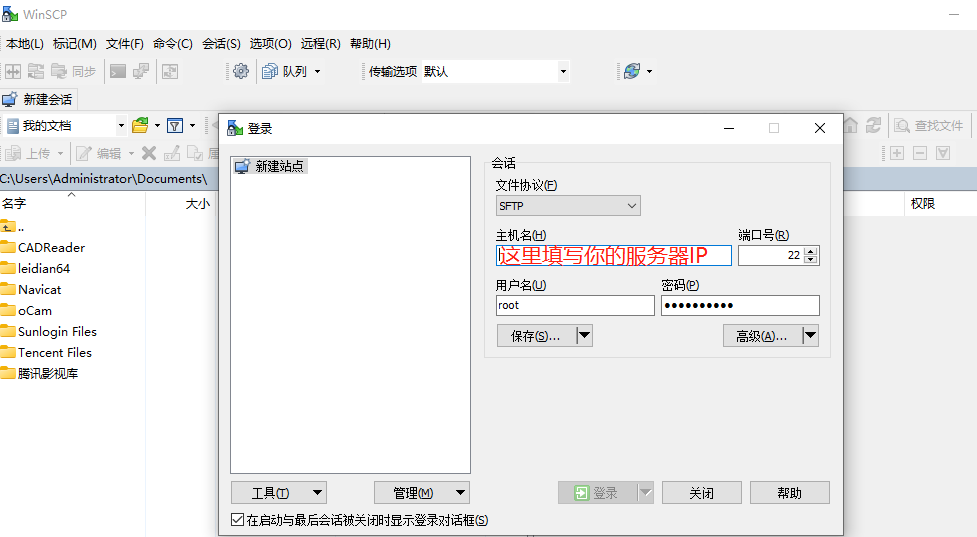 WinSCP
本地(L) 标记(M) 文件(F) 命令(C) 会话(S) 选项(O) 远程(R) 帮助(H)
同步 队列 传输选项 默认
新建会话
我的文档 查找文件
上传 编辑
C:\Users\Administrator\Documents\
名字 大小 权限
..
CADReader
leidian64
Navicat
oCam
Sunlogin Files
Tencent Files
腾讯影视库
登录
新建站点
会话
文件协议(F)
SFTP
主机名(H) 端口号(R)
这里填写你的服务器IP 22
用户名(U) 密码(P)
root ●●●●●●●●●●
保存(S)... 高级(A)...
工具(T) 管理(M) 登录 关闭 帮助
在启动与最后会话被关闭时显示登录对话框(S)